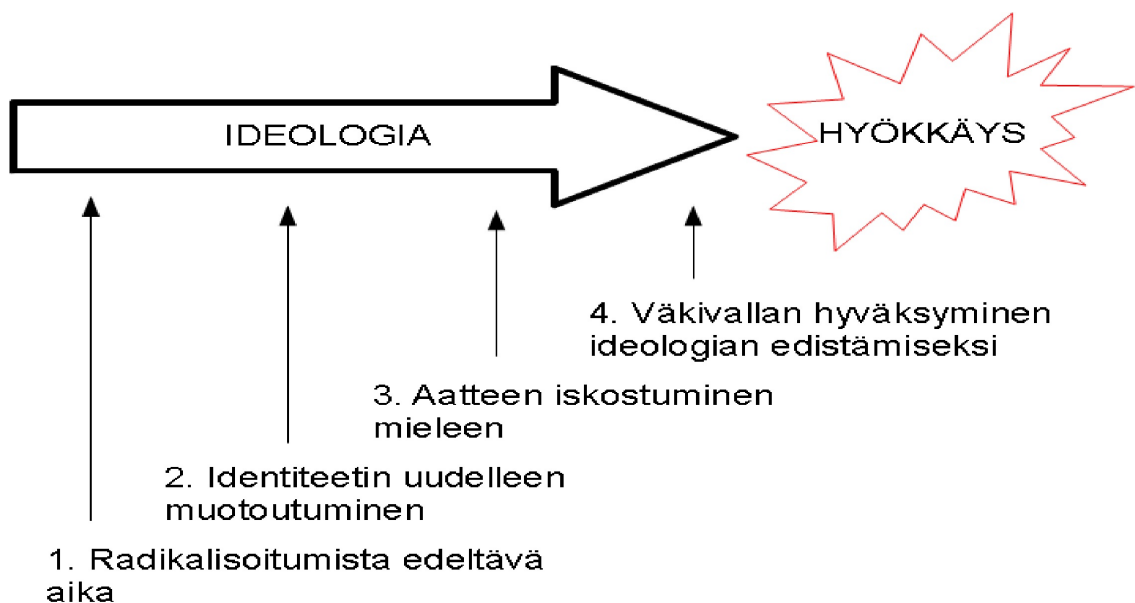 IDEOLOGIA
HYÖKKÄYS
4. Väkivallan hyväksyminen
ideologian edistämiseksi
3. Aatteen iskostuminen
mieleen
2. Identiteetin uudelleen
muotoutuminen
1. Radikalisoitumista edeltävä
aika